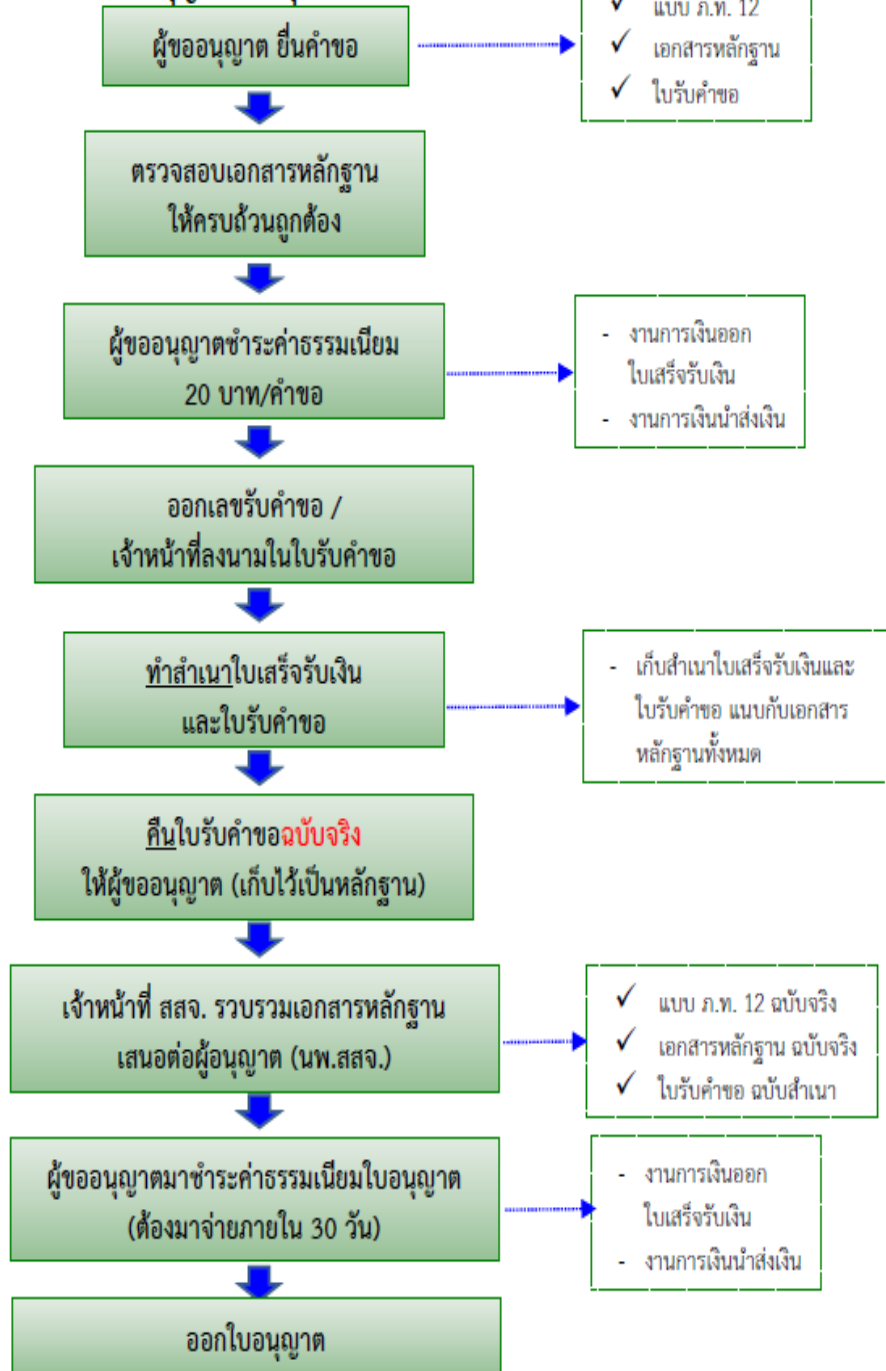 ผู้ขออนุญาต ยื่นคำขอ
✓ แบบ ภ.ท. 12
✓ เอกสารหลักฐาน
✓ ใบรับคำขอ
ตรวจสอบเอกสารหลักฐาน
ให้ครบถ้วนถูกต้อง
ผู้ขออนุญาตชำระค่าธรรมเนียม
20 บาท/คำขอ
- งานการเงินออก
ใบเสร็จรับเงิน
- งานการเงินนำส่งเงิน
ออกเลขรับคำขอ /
เจ้าหน้าที่ลงนามในใบรับคำขอ
ทำสำเนาใบเสร็จรับเงิน
และใบรับคำขอ
- เก็บสำเนาใบเสร็จรับเงินและ
ใบรับคำขอ แนบกับเอกสาร
หลักฐานทั้งหมด
คืนใบรับคำขอฉบับจริง
ให้ผู้ขออนุญาต (เก็บไว้เป็นหลักฐาน)
เจ้าหน้าที่ สสจ. รวบรวมเอกสารหลักฐาน
เสนอต่อผู้อนุญาต (นพ.สสจ.)
✓ แบบ ภ.ท. 12 ฉบับจริง
✓ เอกสารหลักฐาน ฉบับจริง
✓ ใบรับคำขอ ฉบับสำเนา
ผู้ขออนุญาตมาชำระค่าธรรมเนียมใบอนุญาต
(ต้องมาจ่ายภายใน 30 วัน)
- งานการเงินออก
ใบเสร็จรับเงิน
- งานการเงินนำส่งเงิน
ออกใบอนุญาต